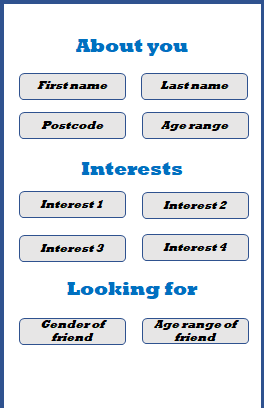 About you
First name
Last name
Postcode
Age range
Interests
Interest 1
Interest 2
Interest 3
Interest 4
Looking for
Gender of
friend
Age range of
friend